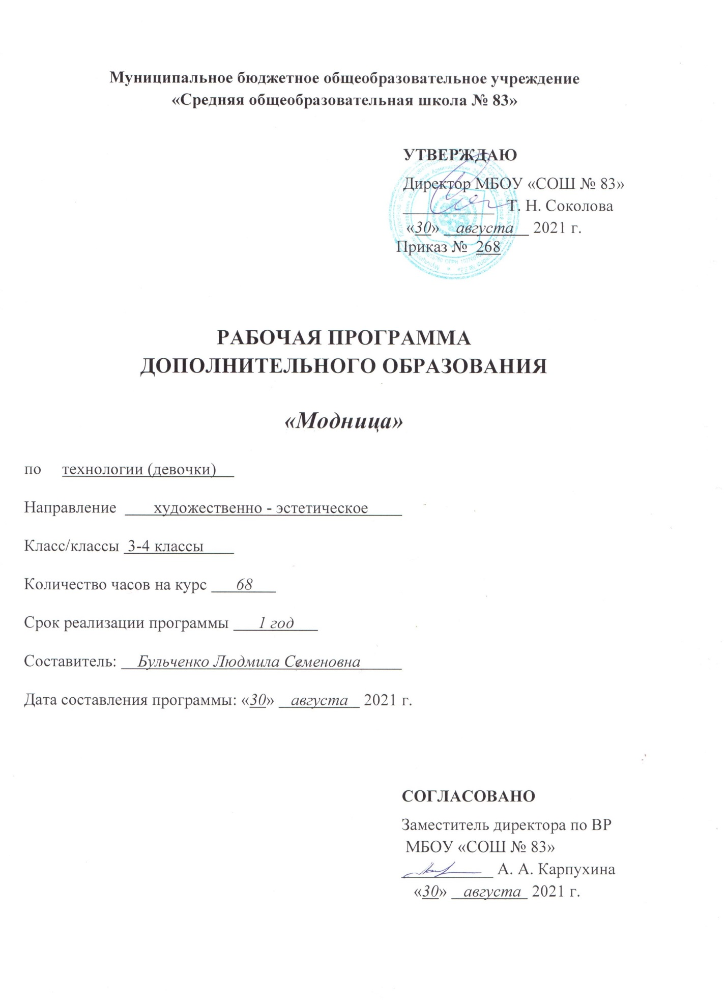 Муниципальное бюджетное общеобразовательное учреждение
«Средняя общеобразовательная школа № 83»
УТВЕРЖДАЮ
Директор МБОУ «СОШ № 83»
____________ Т. Н. Соколова
«30» августа 2021 г.
Приказ № 268
РАБОЧАЯ ПРОГРАММА
ДОПОЛНИТЕЛЬНОГО ОБРАЗОВАНИЯ
«Модница»
по технологии (девочки)
Направление художественно - эстетическое
Класс/классы 3-4 классы
Количество часов на курс 68
Срок реализации программы 1 год
Составитель: Бульченко Людмила Семеновна
Дата составления программы: «30» августа 2021 г.
СОГЛАСОВАНО
Заместитель директора по ВР
МБОУ «СОШ № 83»
____________ А. А. Карпухина
«30» августа 2021 г.